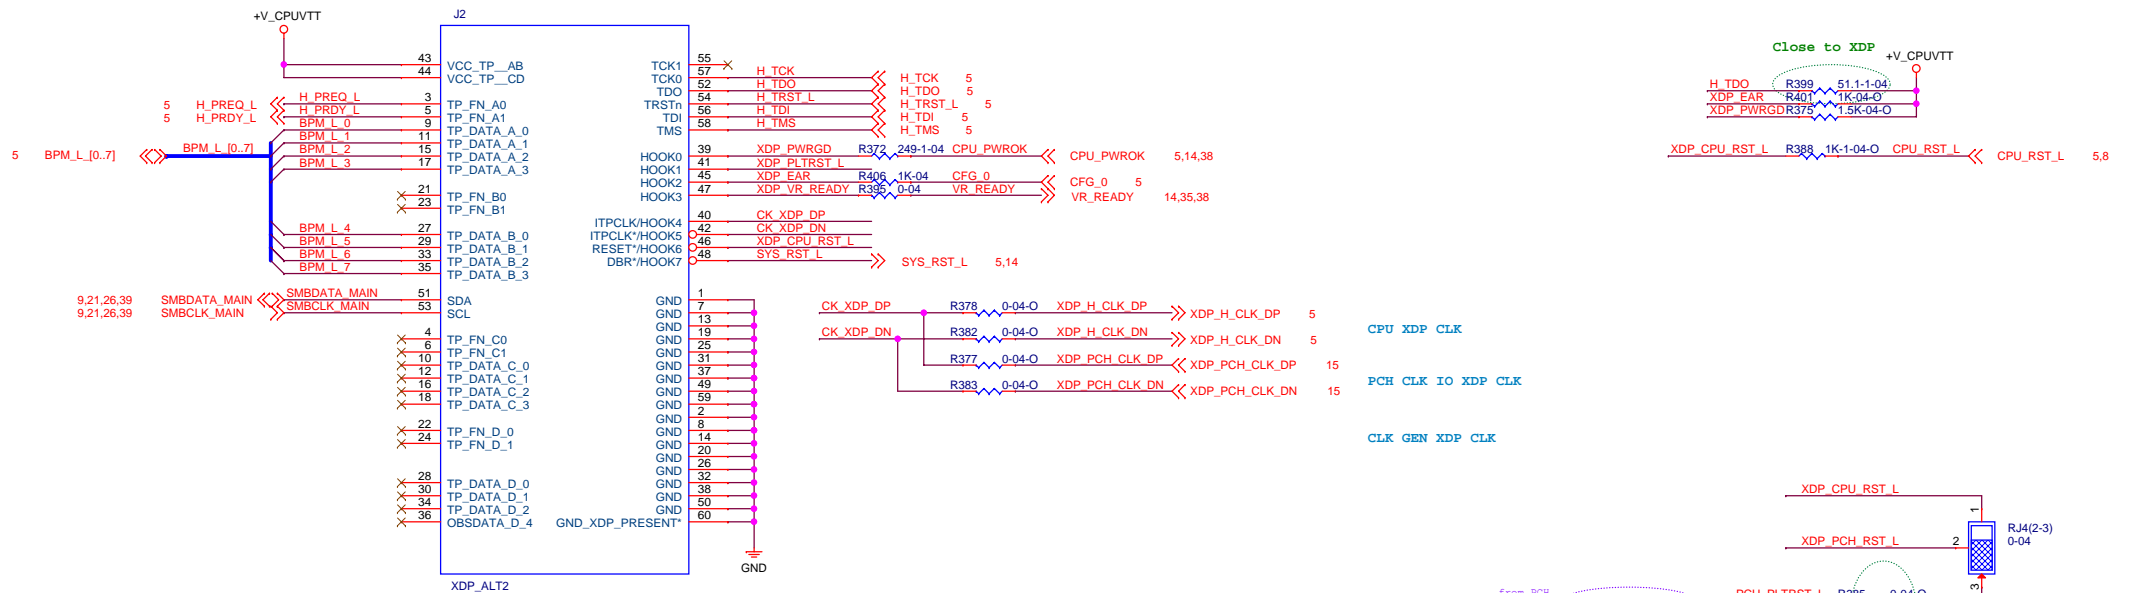 +V_CPUVTT
J2
43 VCC_TP__AB
44 VCC_TP__CD
5 H_PREQ_L H_PREQ_L 3 TP_FN_A0
5 H_PRDY_L H_PRDY_L 5 TP_FN_A1
BPM_L_0 9 TP_DATA_A_0
BPM_L_1 11 TP_DATA_A_1
5 BPM_L_[0..7] BPM_L_[0..7] BPM_L_2 15 TP_DATA_A_2
BPM_L_3 17 TP_DATA_A_3
21 TP_FN_B0
23 TP_FN_B1
BPM_L_4 27 TP_DATA_B_0
BPM_L_5 29 TP_DATA_B_1
BPM_L_6 33 TP_DATA_B_2
BPM_L_7 35 TP_DATA_B_3
9,21,26,39 SMBDATA_MAIN SMBDATA_MAIN 51 SDA
9,21,26,39 SMBCLK_MAIN SMBCLK_MAIN 53 SCL
4 TP_FN_C0
6 TP_FN_C1
10 TP_DATA_C_0
12 TP_DATA_C_1
16 TP_DATA_C_2
18 TP_DATA_C_3
22 TP_FN_D_0
24 TP_FN_D_1
28 TP_DATA_D_0
30 TP_DATA_D_1
34 TP_DATA_D_2
36 OBSDATA_D_4
XDP_ALT2
TCK1 55
TCK0 57 H_TCK H_TCK 5
TDO 52 H_TDO H_TDO 5
TRSTn 54 H_TRST_L H_TRST_L 5
TDI 56 H_TDI H_TDI 5
TMS 58 H_TMS H_TMS 5
HOOK0 39 XDP_PWRGD R372 249-1-04 CPU_PWROK CPU_PWROK 5,14,38
HOOK1 41 XDP_PLTRST_L
HOOK2 45 XDP_EAR R406 1K-04 CFG_0 CFG_0 5
HOOK3 47 XDP_VR_READY R395 0-04 VR_READY VR_READY 14,35,38
ITPCLK/HOOK4 40 CK_XDP_DP
ITPCLK*/HOOK5 42 CK_XDP_DN
RESET*/HOOK6 46 XDP_CPU_RST_L
DBR*/HOOK7 48 SYS_RST_L SYS_RST_L 5,14
GND 1
GND 7
GND 13
GND 19
GND 25
GND 31
GND 37
GND 49
GND 59
GND 2
GND 8
GND 14
GND 20
GND 26
GND 32
GND 38
GND 50
GND_XDP_PRESENT* 60
GND
CK_XDP_DP R378 0-04-O XDP_H_CLK_DP XDP_H_CLK_DP 5
CK_XDP_DN R382 0-04-O XDP_H_CLK_DN XDP_H_CLK_DN 5
R377 0-04-O XDP_PCH_CLK_DP XDP_PCH_CLK_DP 15
R383 0-04-O XDP_PCH_CLK_DN XDP_PCH_CLK_DN 15
CPU XDP CLK
PCH CLK IO XDP CLK
CLK GEN XDP CLK
Close to XDP
+V_CPUVTT
H_TDO R399 51.1-1-04
XDP_EAR R401 1K-04-O
XDP_PWRGD R375 1.5K-04-O
XDP_CPU_RST_L R388 1K-1-04-O CPU_RST_L CPU_RST_L 5,8
XDP_CPU_RST_L
1
RJ4(2-3)
XDP_PCH_RST_L 2 0-04
3
from PCH
PCH_PLTRST_L R385 0-04-O